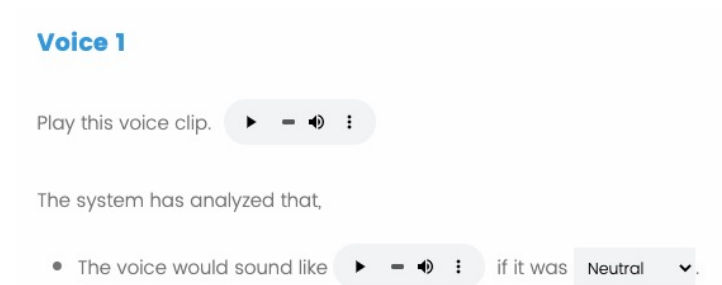 Voice 1
Play this voice clip.
The system has analyzed that,
The voice would sound like if it was Neutral .